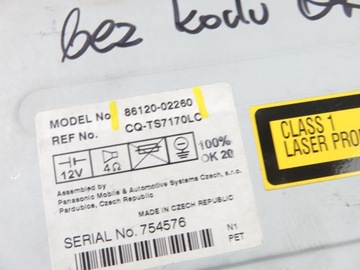 bez kodu
MODEL No 86120-02260
REF No. CQ-TS7170LC
12V 4Ω 100%
OK 20
Assembled by
Panasonic Mobile & Automotive Systems Czech, s.r.o.
Pardubice, Czech Republic
MADE IN CZECH REPUBLIC
SERIAL No. 754576
N1
PET
CLASS 1
LASER